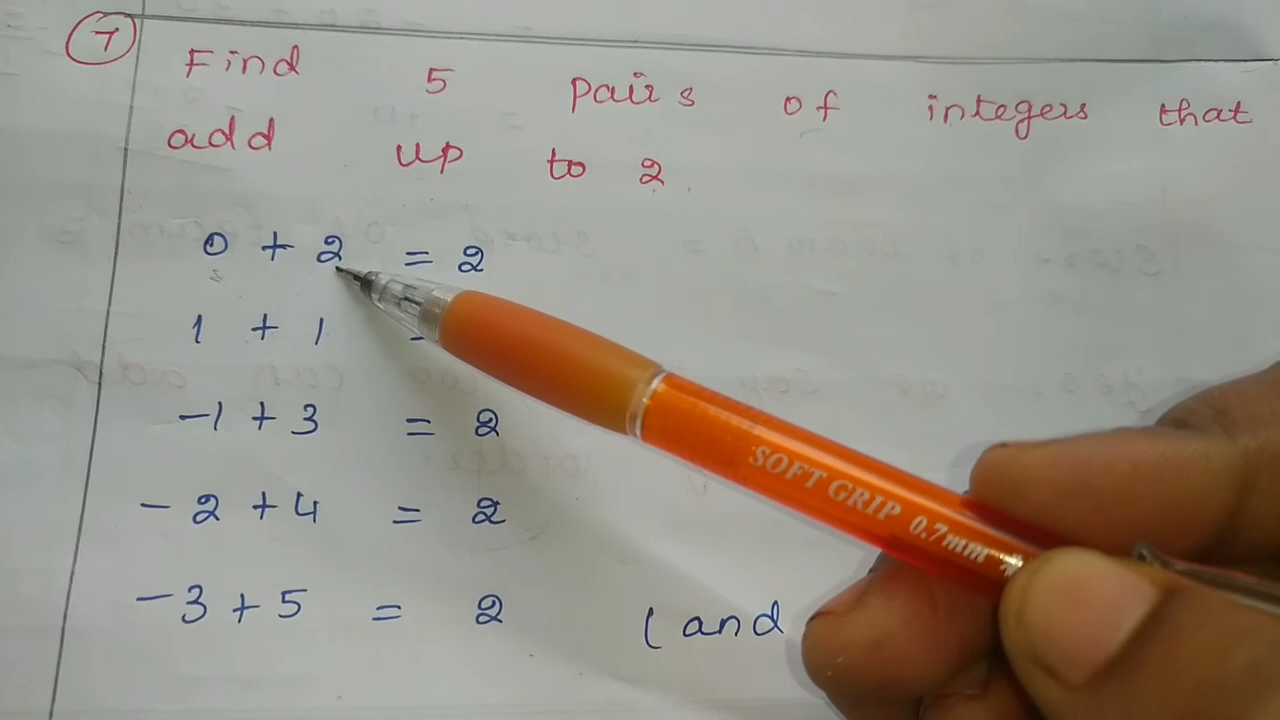 7 Find 5 pairs of integers that
add up to 2
0 + 2 = 2
1 + 1
-1 + 3 = 2
-2 + 4 = 2
-3 + 5 = 2 (and
SOFT GRIP 0.7mm